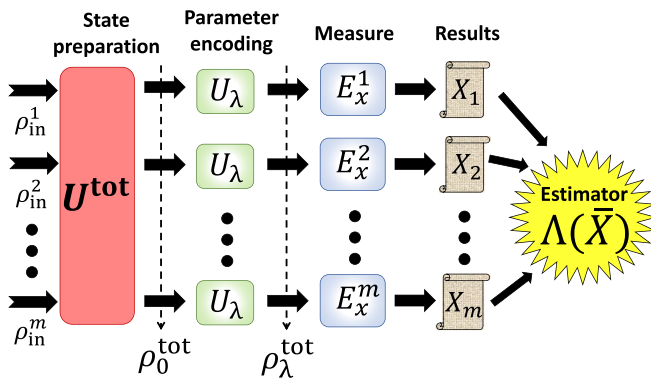 State preparation
Parameter encoding
Measure
Results
ρ_in^1
U_λ
E_x^1
X_1
ρ_in^2
U^tot
U_λ
E_x^2
X_2
Estimator
Λ(X̄)
ρ_in^m
U_λ
E_x^m
X_m
ρ_0^tot
ρ_λ^tot